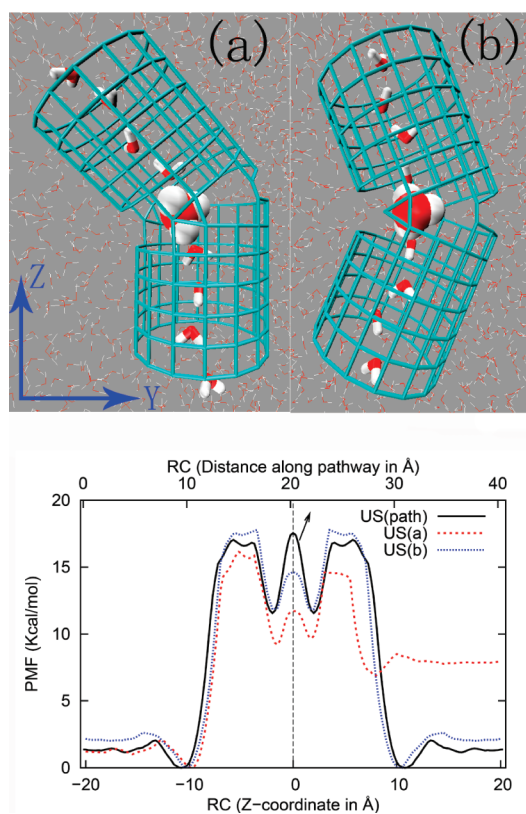 (a)
(b)
Z
Y
RC (Distance along pathway in Å)
0 10 20 30 40
20
15
10
5
0
PMF (Kcal/mol)
US(path)
US(a)
US(b)
−20 −10 0 10 20
RC (Z−coordinate in Å)